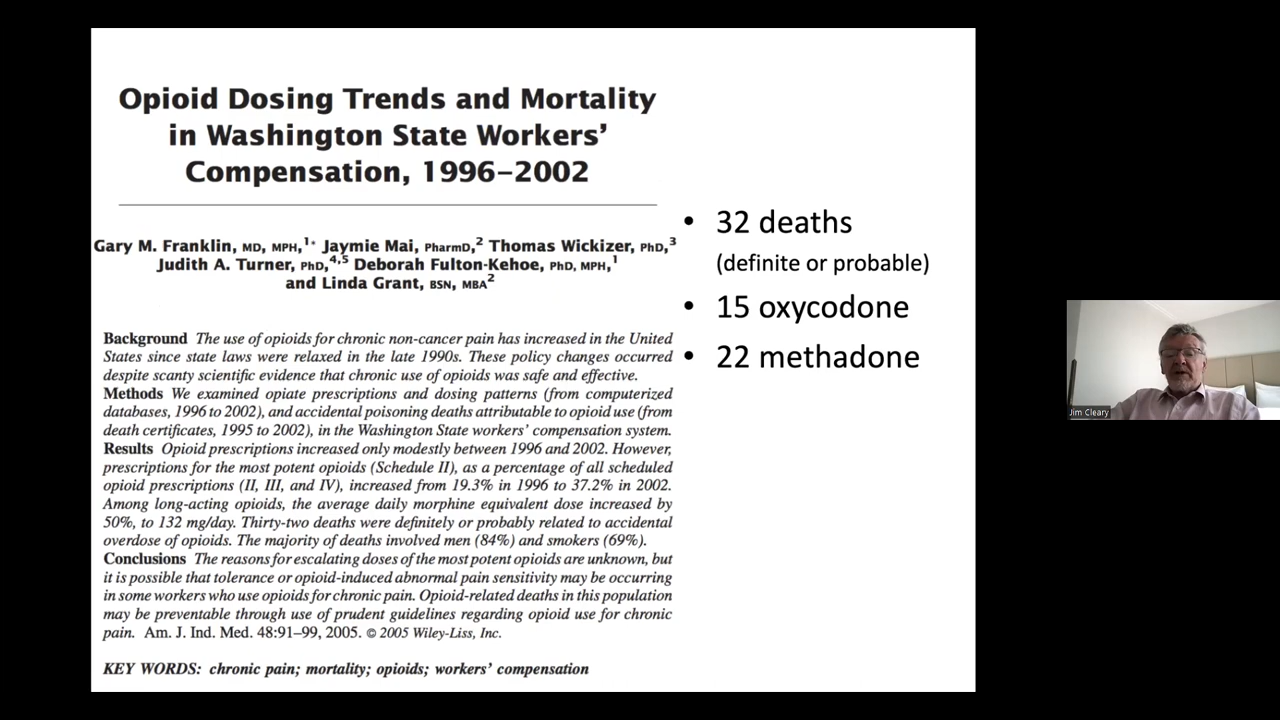 Opioid Dosing Trends and Mortality
in Washington State Workers’
Compensation, 1996–2002
Gary M. Franklin, MD, MPH,1* Jaymie Mai, PharmD,2 Thomas Wickizer, PhD,3
Judith A. Turner, PhD,4,5 Deborah Fulton-Kehoe, PhD, MPH,1
and Linda Grant, BSN, MBA2
Background The use of opioids for chronic non-cancer pain has increased in the United
States since state laws were relaxed in the late 1990s. These policy changes occurred
despite scanty scientific evidence that chronic use of opioids was safe and effective.
Methods We examined opiate prescriptions and dosing patterns (from computerized
databases, 1996 to 2002), and accidental poisoning deaths attributable to opioid use (from
death certificates, 1995 to 2002), in the Washington State workers’ compensation system.
Results Opioid prescriptions increased only modestly between 1996 and 2002. However,
prescriptions for the most potent opioids (Schedule II), as a percentage of all scheduled
opioid prescriptions (II, III, and IV), increased from 19.3% in 1996 to 37.2% in 2002.
Among long-acting opioids, the average daily morphine equivalent dose increased by
50%, to 132 mg/day. Thirty-two deaths were definitely or probably related to accidental
overdose of opioids. The majority of deaths involved men (84%) and smokers (69%).
Conclusions The reasons for escalating doses of the most potent opioids are unknown, but
it is possible that tolerance or opioid-induced abnormal pain sensitivity may be occurring
in some workers who use opioids for chronic pain. Opioid-related deaths in this population
may be preventable through use of prudent guidelines regarding opioid use for chronic
pain. Am. J. Ind. Med. 48:91–99, 2005. © 2005 Wiley-Liss, Inc.
KEY WORDS: chronic pain; mortality; opioids; workers’ compensation
• 32 deaths
(definite or probable)
• 15 oxycodone
• 22 methadone
Jim Cleary